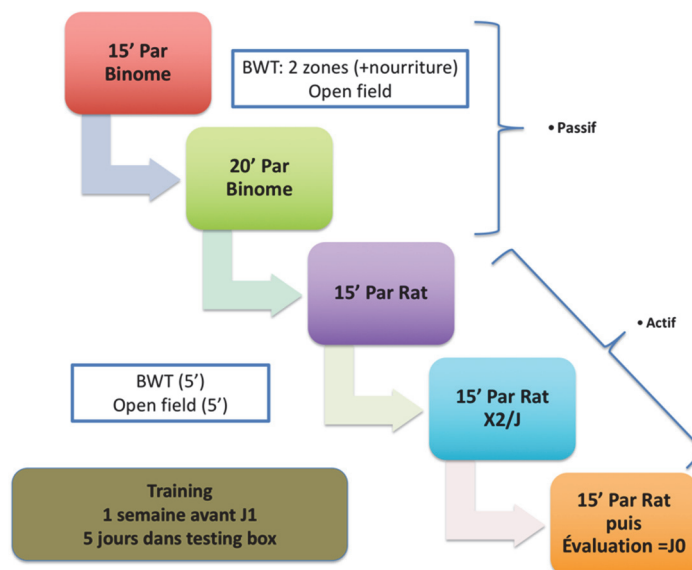 15’ Par
Binome
BWT: 2 zones (+nourriture)
Open field
• Passif
20’ Par
Binome
15’ Par Rat
• Actif
BWT (5’)
Open field (5’)
15’ Par Rat
X2/J
Training
1 semaine avant J1
5 jours dans testing box
15’ Par Rat
puis
Évaluation =J0